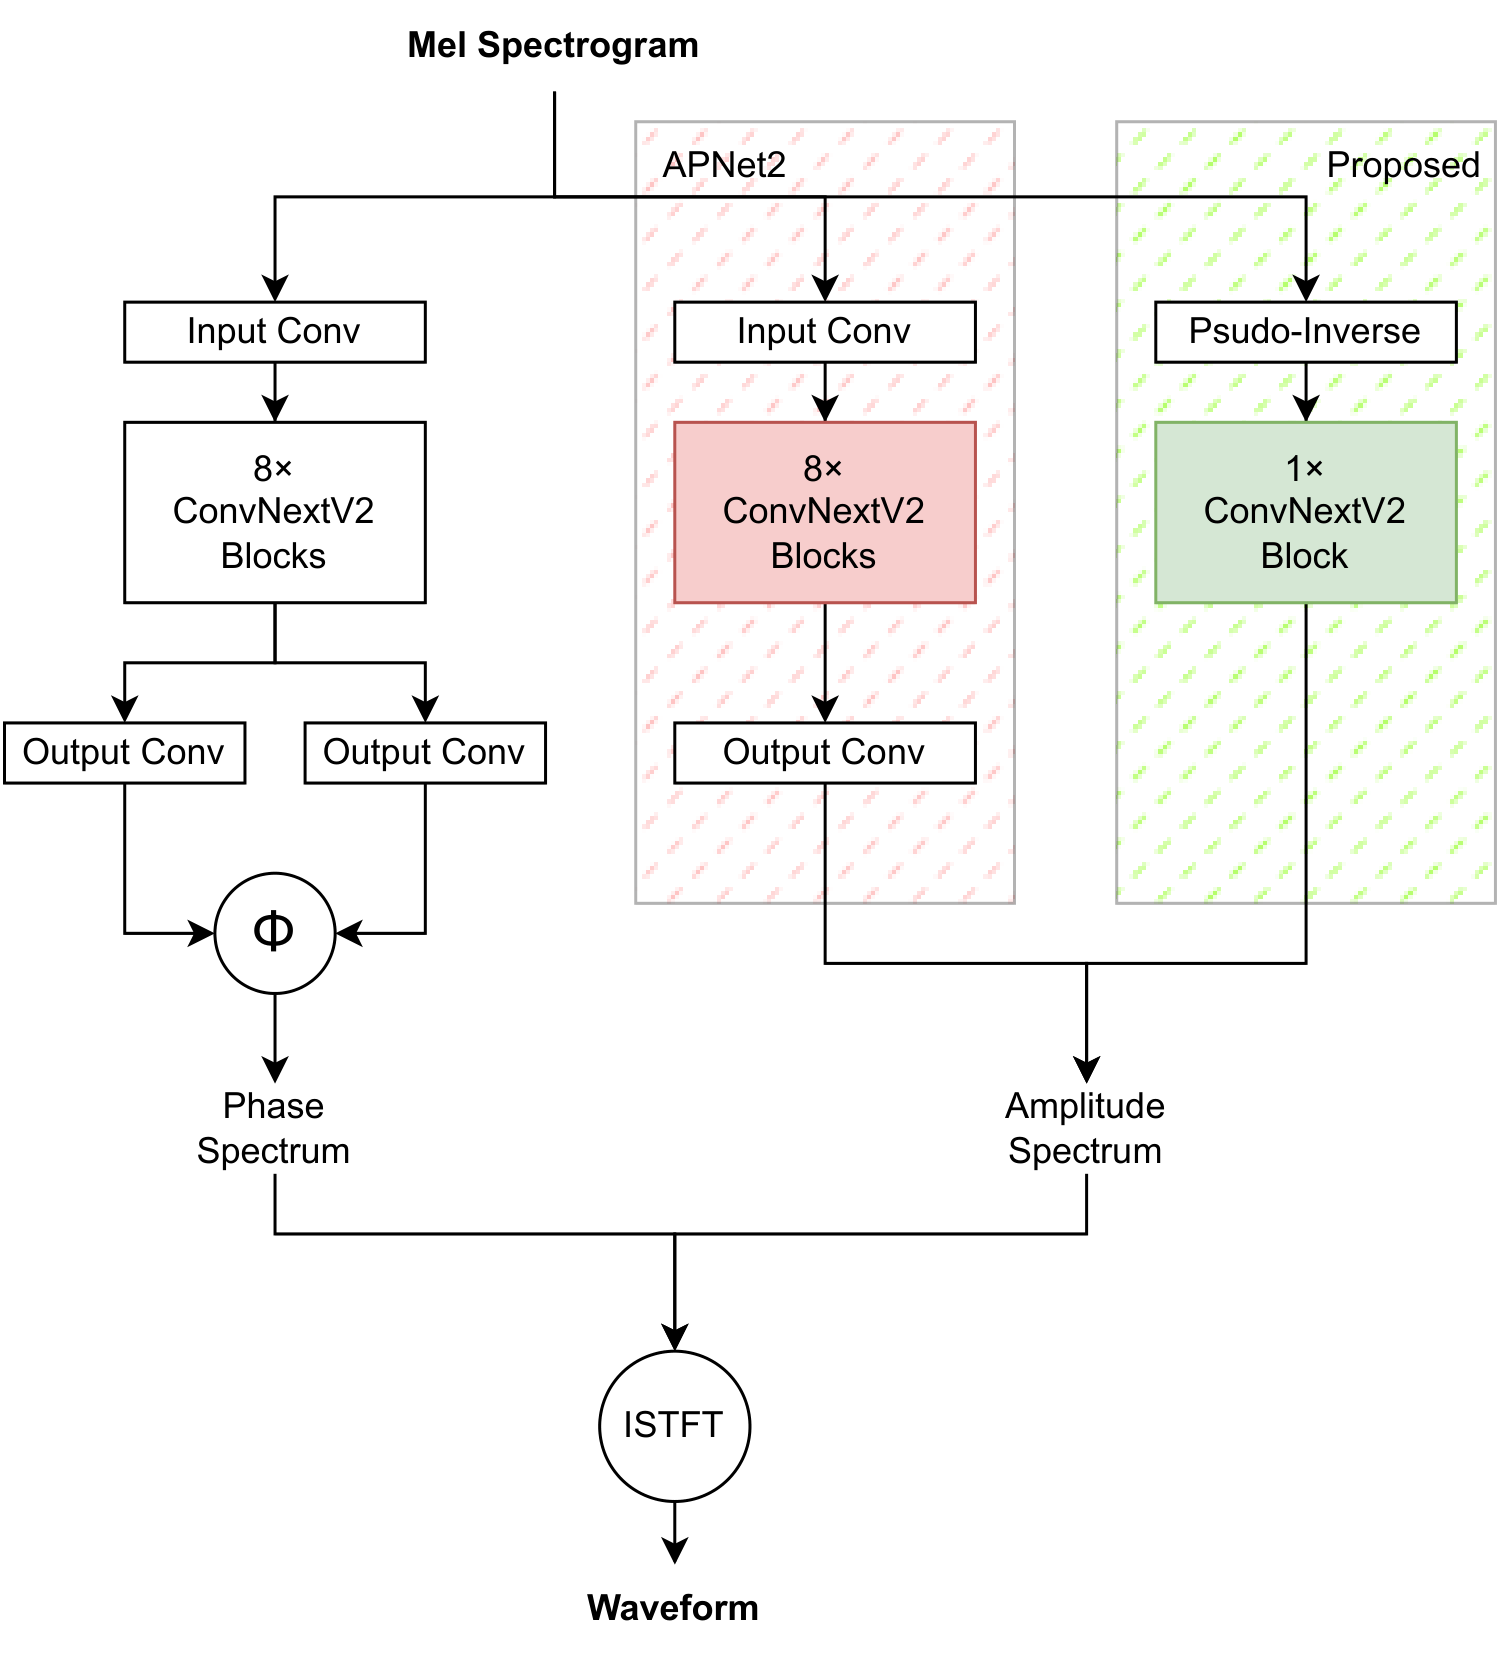 Mel Spectrogram
APNet2
Proposed
Input Conv
Input Conv
Psudo-Inverse
8×
ConvNextV2
Blocks
8×
ConvNextV2
Blocks
1×
ConvNextV2
Block
Output Conv
Output Conv
Output Conv
Φ
Phase
Spectrum
Amplitude
Spectrum
ISTFT
Waveform